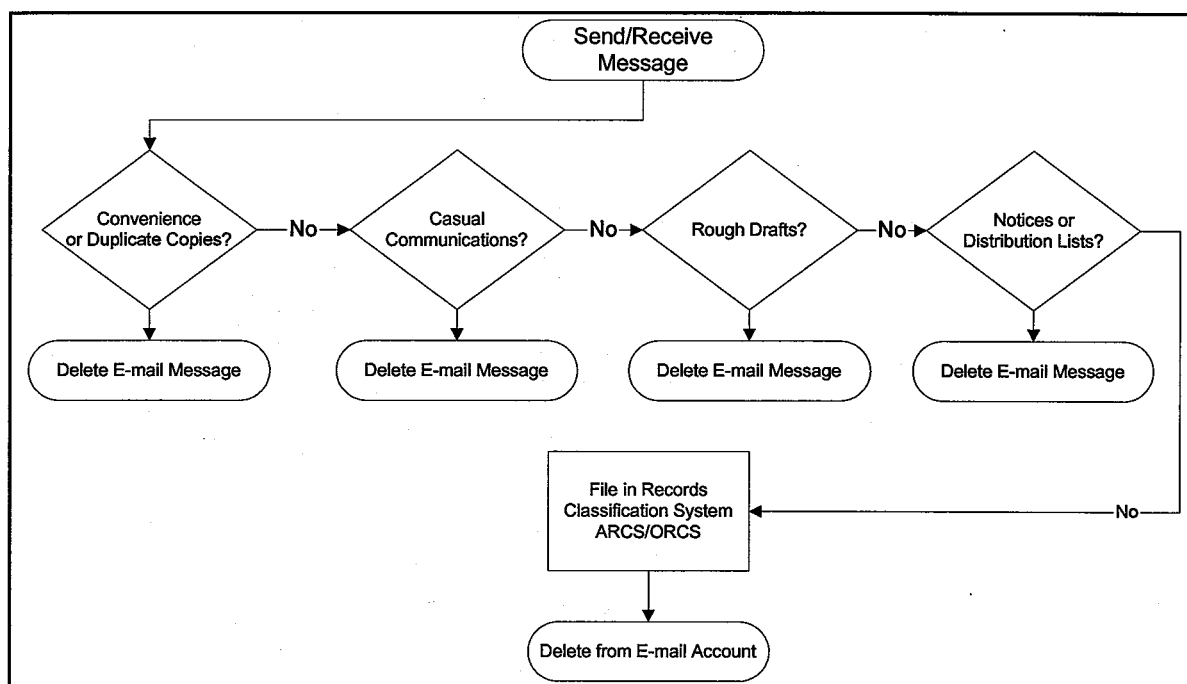 Send/Receive
Message
Convenience
or Duplicate Copies?
No
Casual
Communications?
No
Rough Drafts?
No
Notices or
Distribution Lists?
Delete E-mail Message
Delete E-mail Message
Delete E-mail Message
Delete E-mail Message
File in Records
Classification System
ARCS/ORCS
No
Delete from E-mail Account